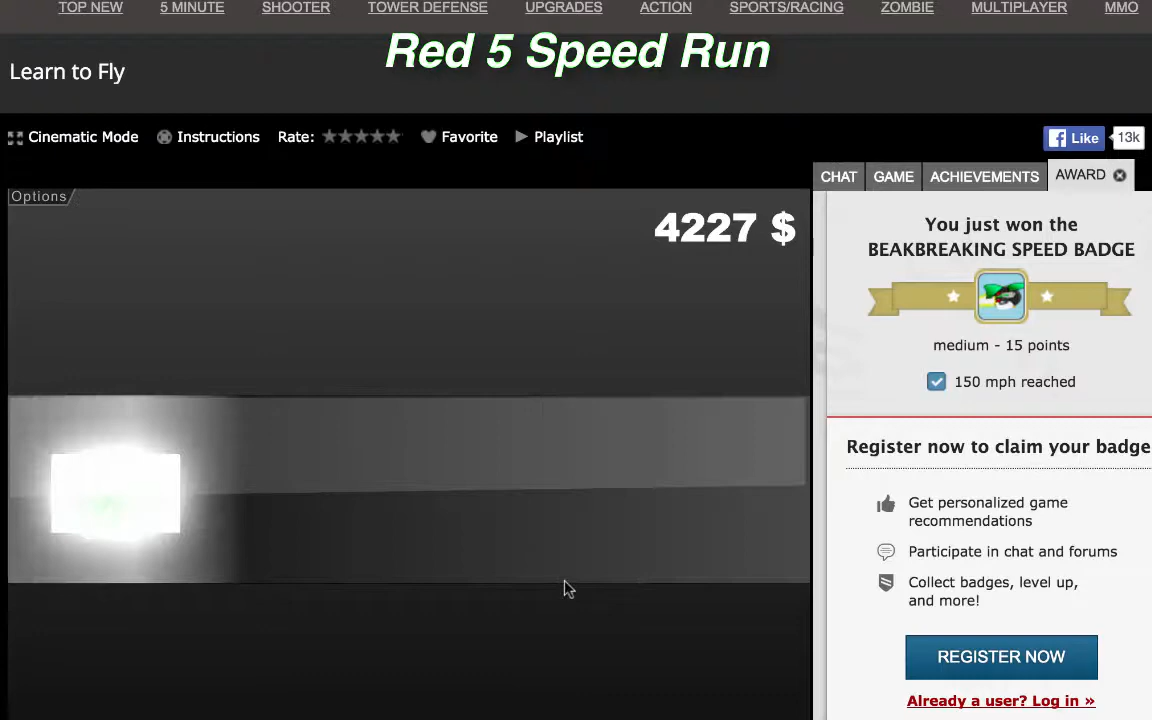 TOP NEW 5 MINUTE SHOOTER TOWER DEFENSE UPGRADES ACTION SPORTS/RACING ZOMBIE MULTIPLAYER MMO
Red 5 Speed Run
Learn to Fly
Cinematic Mode Instructions Rate: Favorite Playlist Like 13k
CHAT GAME ACHIEVEMENTS AWARD
Options/
4227 $
You just won the
BEAKBREAKING SPEED BADGE
medium - 15 points
150 mph reached
Register now to claim your badge
Get personalized game
recommendations
Participate in chat and forums
Collect badges, level up,
and more!
REGISTER NOW
Already a user? Log in »